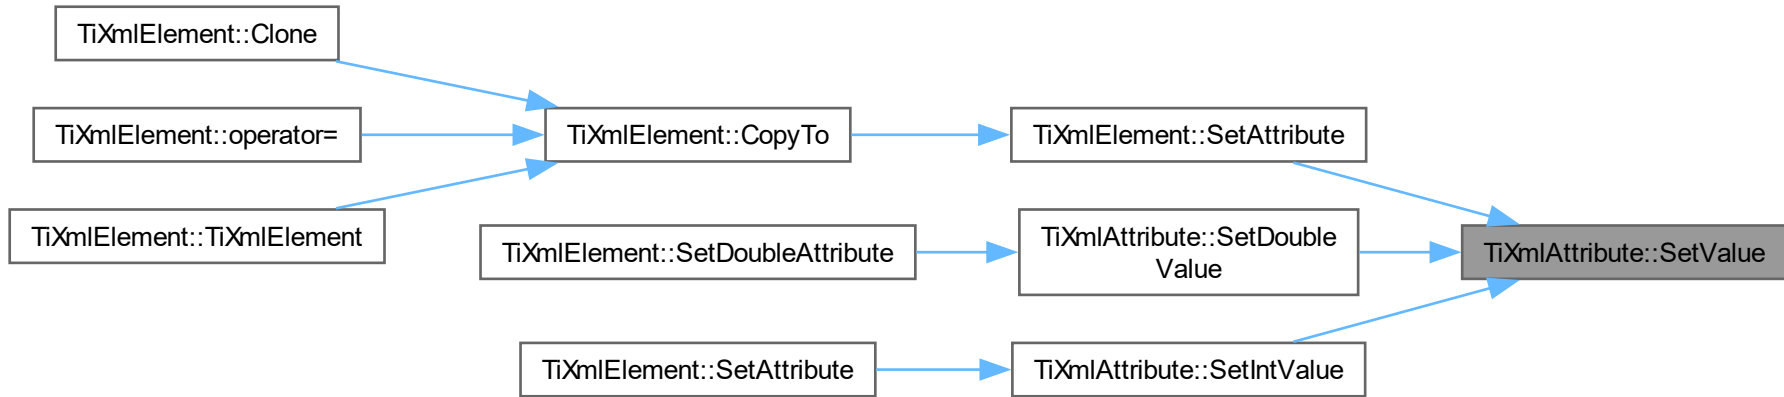 TiXmlElement::Clone
TiXmlElement::operator=
TiXmlElement::CopyTo
TiXmlElement::SetAttribute
TiXmlElement::TiXmlElement
TiXmlElement::SetDoubleAttribute
TiXmlAttribute::SetDouble
Value
TiXmlAttribute::SetValue
TiXmlElement::SetAttribute
TiXmlAttribute::SetIntValue